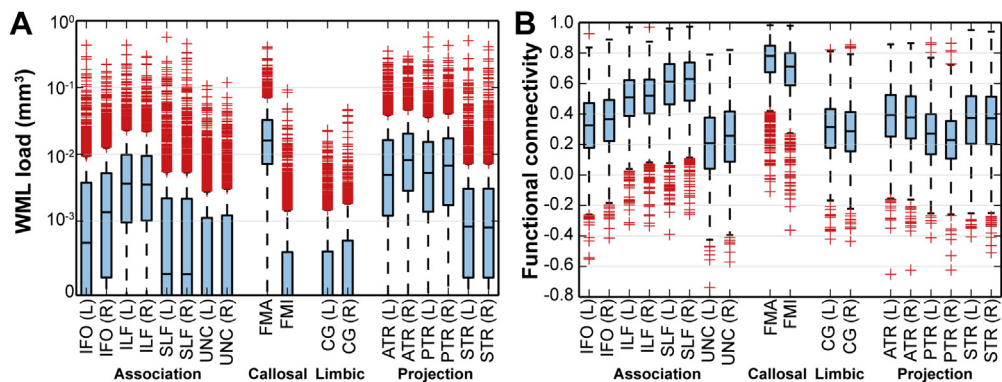 A
WML load (mm³)
10⁰
10⁻¹
10⁻²
10⁻³
0
IFO (L)
IFO (R)
ILF (L)
ILF (R)
SLF (L)
SLF (R)
UNC (L)
UNC (R)
FMA
FMI
CG (L)
CG (R)
ATR (L)
ATR (R)
PTR (L)
PTR (R)
STR (L)
STR (R)
Association Callosal Limbic Projection
B
Functional connectivity
1.0
0.8
0.6
0.4
0.2
0.0
-0.2
-0.4
-0.6
-0.8
IFO (L)
IFO (R)
ILF (L)
ILF (R)
SLF (L)
SLF (R)
UNC (L)
UNC (R)
FMA
FMI
CG (L)
CG (R)
ATR (L)
ATR (R)
PTR (L)
PTR (R)
STR (L)
STR (R)
Association Callosal Limbic Projection